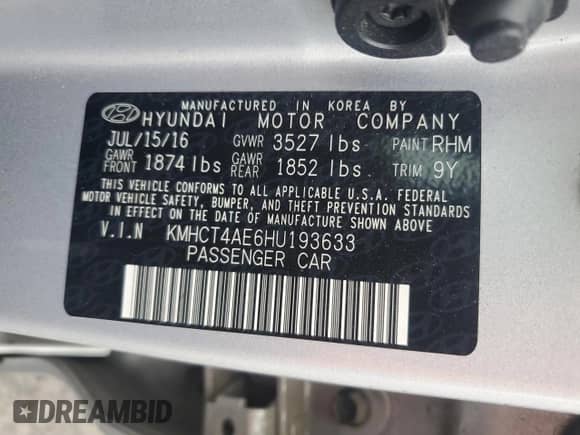 MANUFACTURED IN KOREA BY
HYUNDAI MOTOR COMPANY
JUL/15/16 GVWR 3527 lbs PAINT RHM
GAWR FRONT 1874 lbs GAWR REAR 1852 lbs TRIM 9Y
THIS VEHICLE CONFORMS TO ALL APPLICABLE U.S.A. FEDERAL
MOTOR VEHICLE SAFETY, BUMPER, AND THEFT PREVENTION STANDARDS
IN EFFECT ON THE DATE OF MANUFACTURE SHOWN ABOVE.
V.I.N KMHCT4AE6HU193633
PASSENGER CAR
DREAMBID